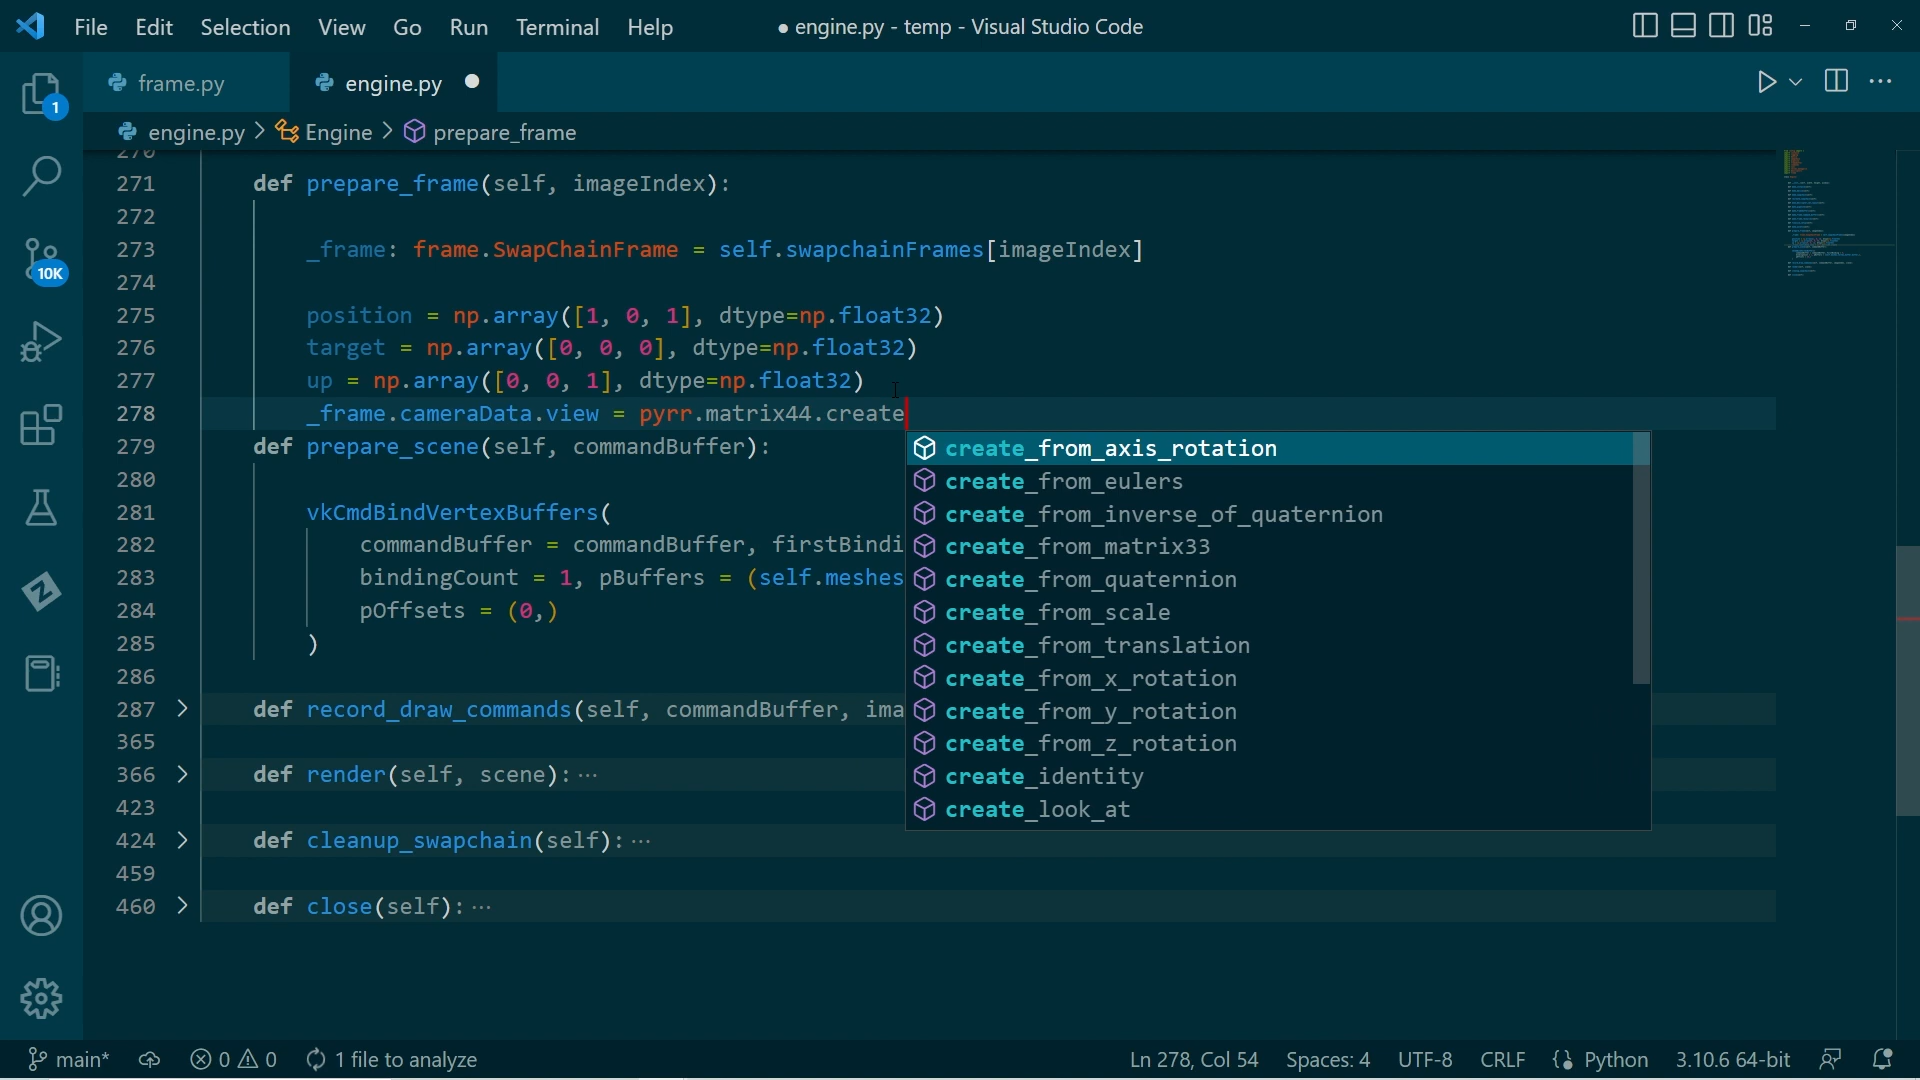 File Edit Selection View Go Run Terminal Help ● engine.py - temp - Visual Studio Code
frame.py engine.py ●
engine.py > Engine > prepare_frame
1
10K
270
271 def prepare_frame(self, imageIndex):
272
273 _frame: frame.SwapChainFrame = self.swapchainFrames[imageIndex]
274
275 position = np.array([1, 0, 1], dtype=np.float32)
276 target = np.array([0, 0, 0], dtype=np.float32)
277 up = np.array([0, 0, 1], dtype=np.float32)
278 _frame.cameraData.view = pyrr.matrix44.create
279 def prepare_scene(self, commandBuffer):
280
281 vkCmdBindVertexBuffers(
282 commandBuffer = commandBuffer, firstBindi
283 bindingCount = 1, pBuffers = (self.meshes
284 pOffsets = (0,)
285 )
286
287 > def record_draw_commands(self, commandBuffer, ima
365
366 > def render(self, scene):···
423
424 > def cleanup_swapchain(self):···
459
460 > def close(self):···
create_from_axis_rotation
create_from_eulers
create_from_inverse_of_quaternion
create_from_matrix33
create_from_quaternion
create_from_scale
create_from_translation
create_from_x_rotation
create_from_y_rotation
create_from_z_rotation
create_identity
create_look_at
main* 0 0 1 file to analyze Ln 278, Col 54 Spaces: 4 UTF-8 CRLF {} Python 3.10.6 64-bit